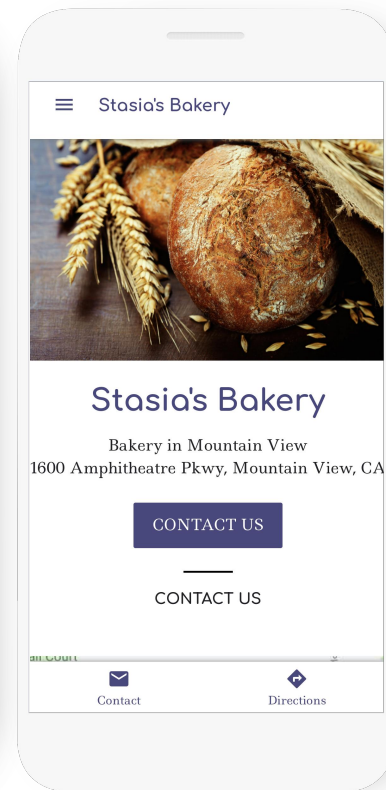 Stasia's Bakery
Stasia's Bakery
Bakery in Mountain View
1600 Amphitheatre Pkwy, Mountain View, CA
CONTACT US
CONTACT US
Court
Contact
Directions